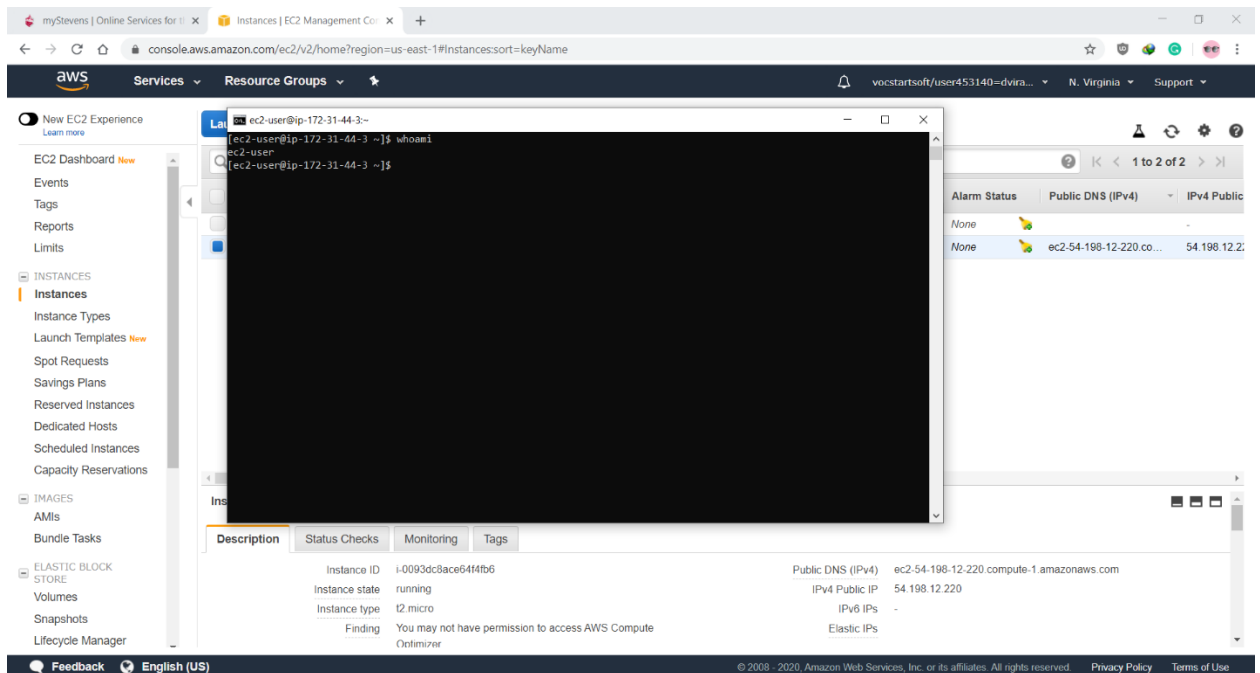 myStevens | Online Services for t
Instances | EC2 Management Co
console.aws.amazon.com/ec2/v2/home?region=us-east-1#Instances:sort=keyName
aws Services Resource Groups vocstartsoft/user453140=dvira... N. Virginia Support
New EC2 Experience
Learn more
EC2 Dashboard New
Events
Tags
Reports
Limits
INSTANCES
Instances
Instance Types
Launch Templates New
Spot Requests
Savings Plans
Reserved Instances
Dedicated Hosts
Scheduled Instances
Capacity Reservations
IMAGES
AMIs
Bundle Tasks
ELASTIC BLOCK
STORE
Volumes
Snapshots
Lifecycle Manager
Lau
ec2-user@ip-172-31-44-3:~
[ec2-user@ip-172-31-44-3 ~]$ whoami
ec2-user
[ec2-user@ip-172-31-44-3 ~]$
1 to 2 of 2
Alarm Status Public DNS (IPv4) IPv4 Public
None -
None ec2-54-198-12-220.co... 54.198.12.22
Ins
Description Status Checks Monitoring Tags
Instance ID i-0093dc8ace64f4fb6 Public DNS (IPv4) ec2-54-198-12-220.compute-1.amazonaws.com
Instance state running IPv4 Public IP 54.198.12.220
Instance type t2.micro IPv6 IPs -
Finding You may not have permission to access AWS Compute Elastic IPs
Optimizer
Feedback English (US) © 2008 - 2020, Amazon Web Services, Inc. or its affiliates. All rights reserved. Privacy Policy Terms of Use